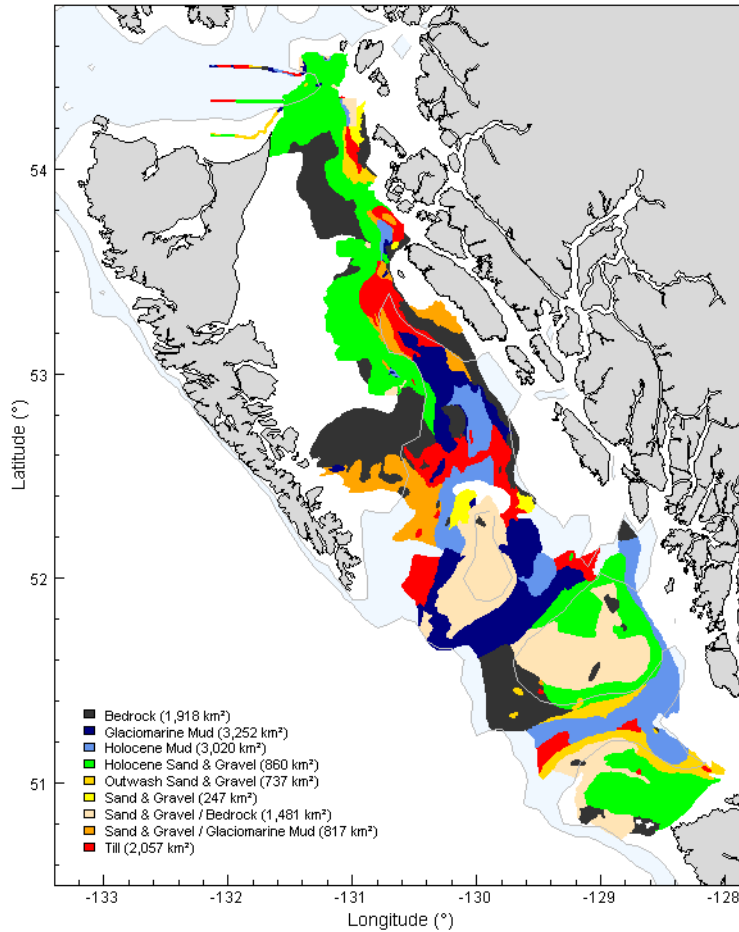 54
53
52
51
Latitude (°)
Bedrock (1,918 km²)
Glaciomarine Mud (3,252 km²)
Holocene Mud (3,020 km²)
Holocene Sand & Gravel (860 km²)
Outwash Sand & Gravel (737 km²)
Sand & Gravel (247 km²)
Sand & Gravel / Bedrock (1,481 km²)
Sand & Gravel / Glaciomarine Mud (817 km²)
Till (2,057 km²)
-133 -132 -131 -130 -129 -128
Longitude (°)